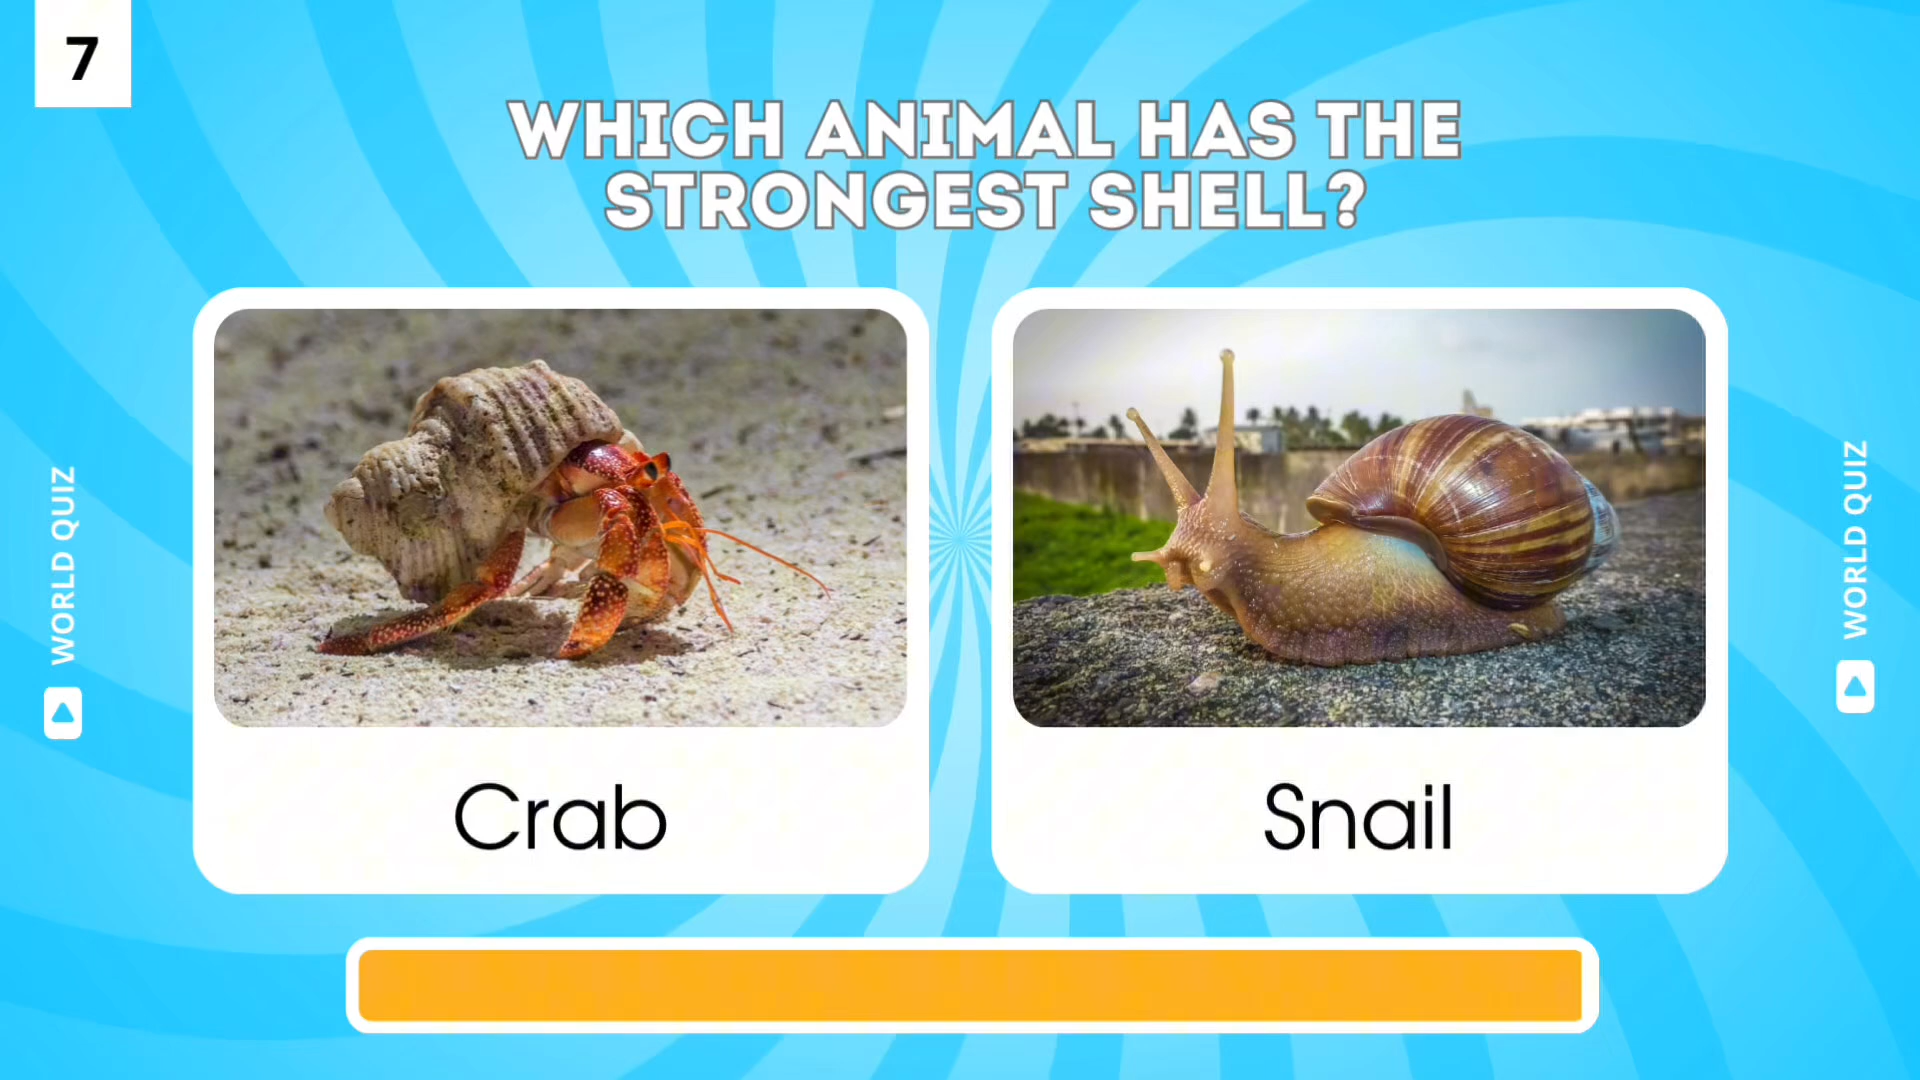 7
WHICH ANIMAL HAS THE
STRONGEST SHELL?
WORLD QUIZ
WORLD QUIZ
Crab
Snail